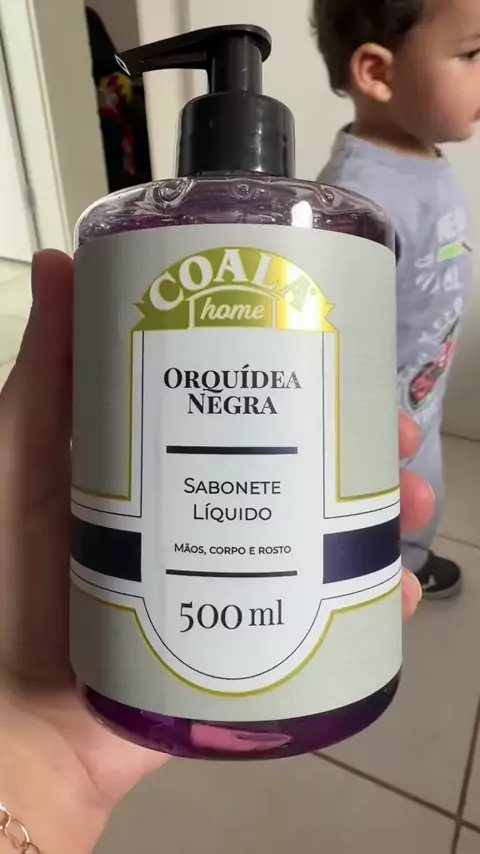 COALA
home
ORQUÍDEA
NEGRA
SABONETE
LÍQUIDO
MÃOS, CORPO E ROSTO
500 ml